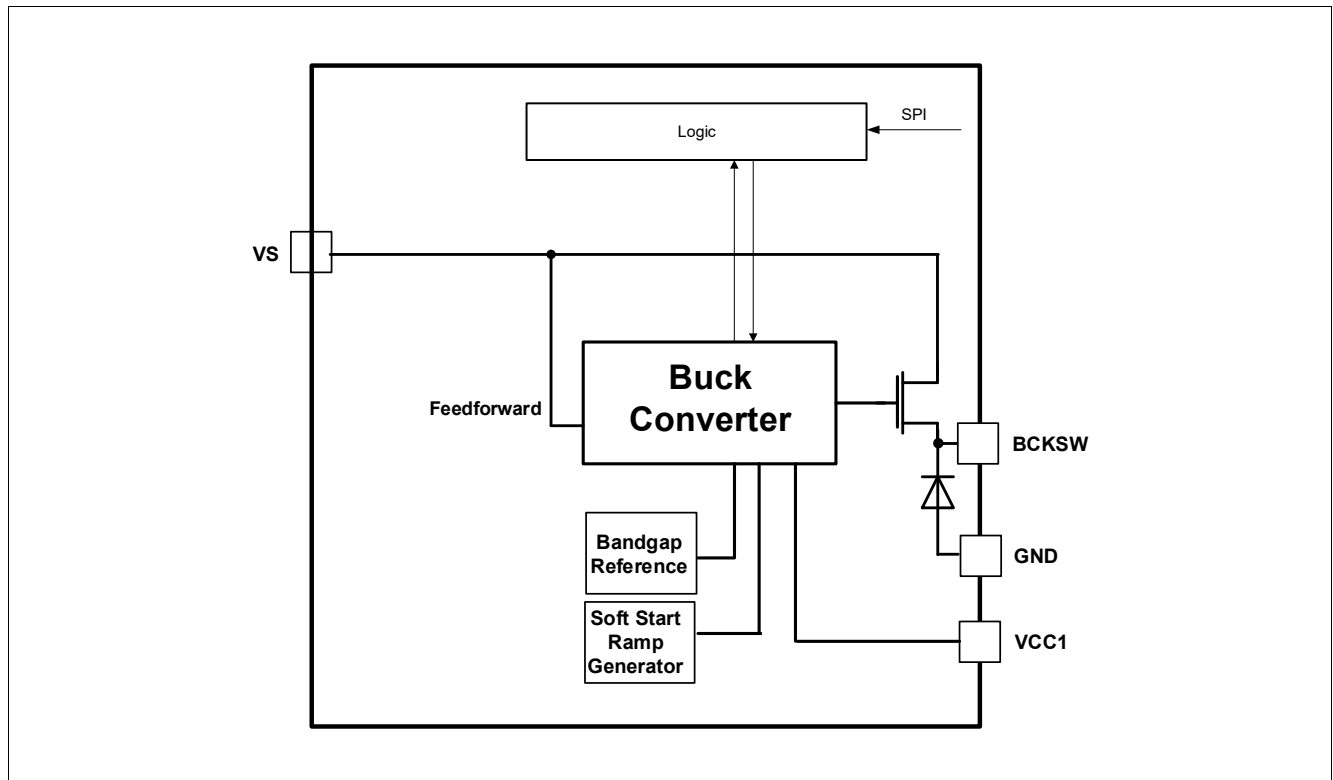 SPI
Logic
VS
Buck
Converter
Feedforward
BCKSW
Bandgap
Reference
GND
Soft Start
Ramp
Generator
VCC1